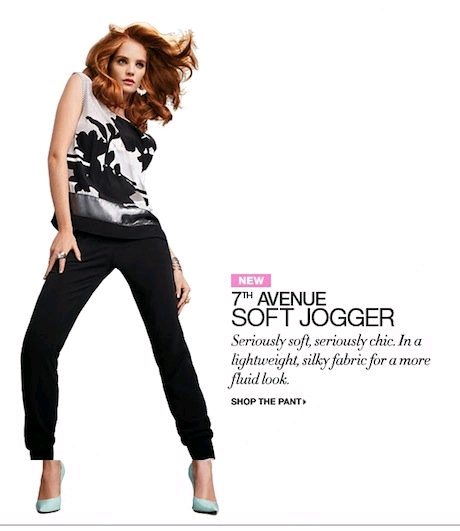 NEW
7TH AVENUE
SOFT JOGGER
Seriously soft, seriously chic. In a
lightweight, silky fabric for a more
fluid look.
SHOP THE PANT